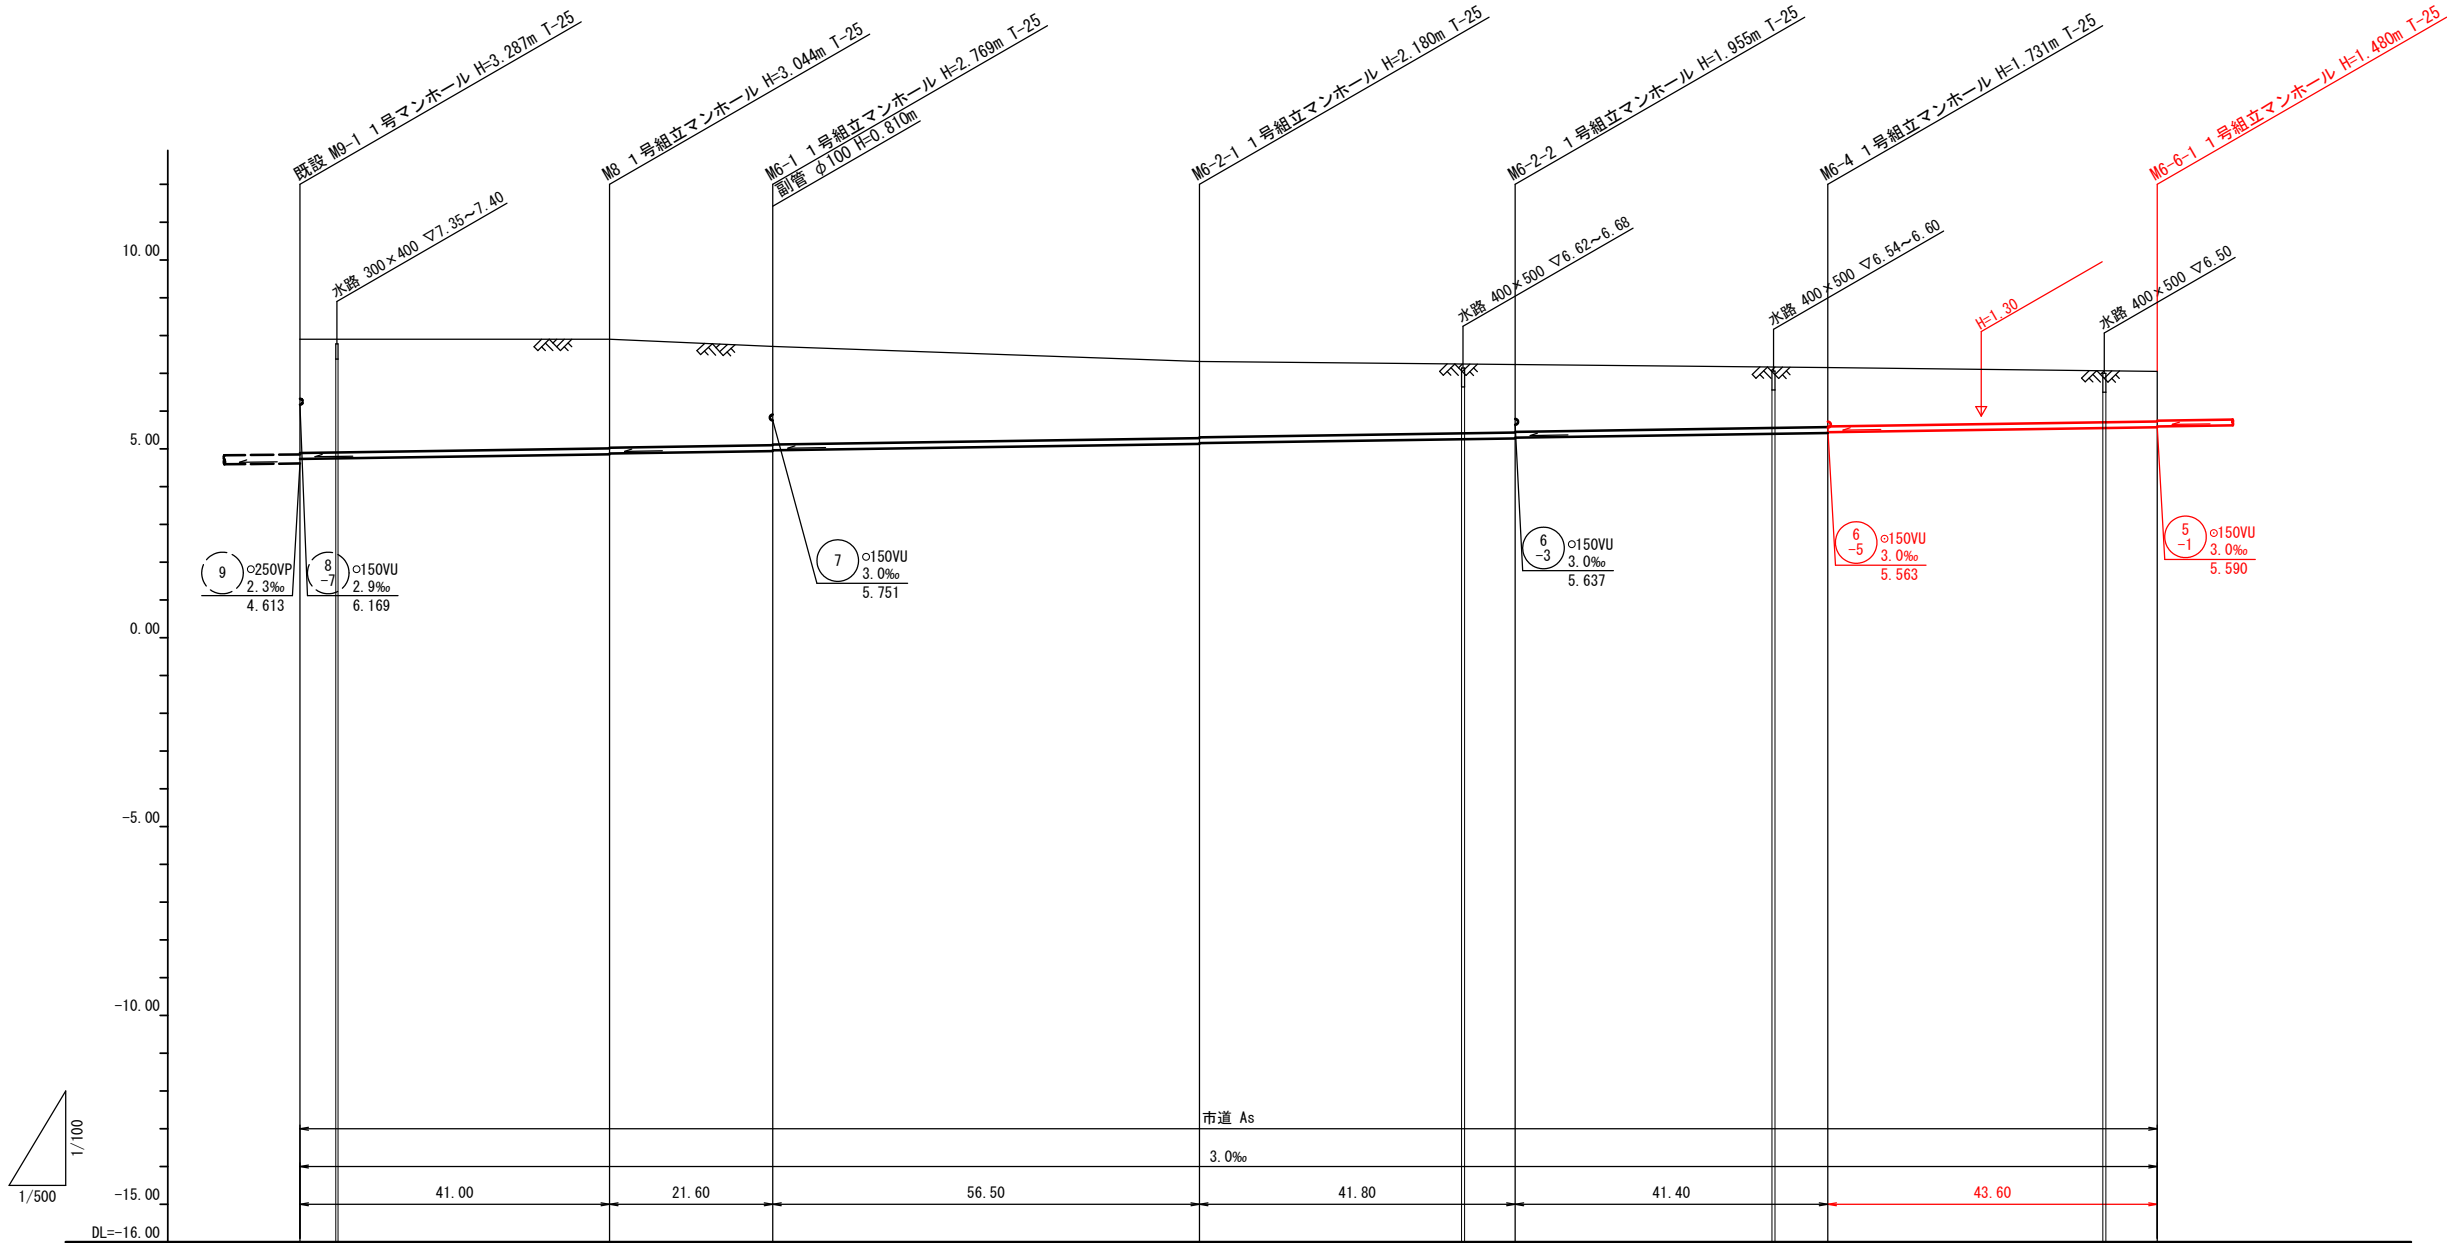 既設 M9-1 1号マンホール H=3.287m T-25
M8 1号組立マンホール H=3.044m T-25
M6-1 1号組立マンホール H=2.769m T-25
副管 φ100 H=0.810m
M6-2-1 1号組立マンホール H=2.180m T-25
M6-2-2 1号組立マンホール H=1.955m T-25
M6-4 1号組立マンホール H=1.731m T-25
M6-6-1 1号組立マンホール H=1.480m T-25
水路 300×400 ▽7.35～7.40
水路 400×500 ▽6.62～6.68
水路 400×500 ▽6.54～6.60
H=1.30
水路 400×500 ▽6.50
10.00
5.00
0.00
-5.00
-10.00
-15.00
DL=-16.00
9
○250VP
2.3‰
4.613
8
-7
○150VU
2.9‰
6.169
7
○150VU
3.0‰
5.751
6
-3
○150VU
3.0‰
5.637
6
-5
⊙150VU
3.0‰
5.563
5
-1
⊙150VU
3.0‰
5.590
市道 As
3.0‰
41.00
21.60
56.50
41.80
41.40
43.60
1/100
1/500